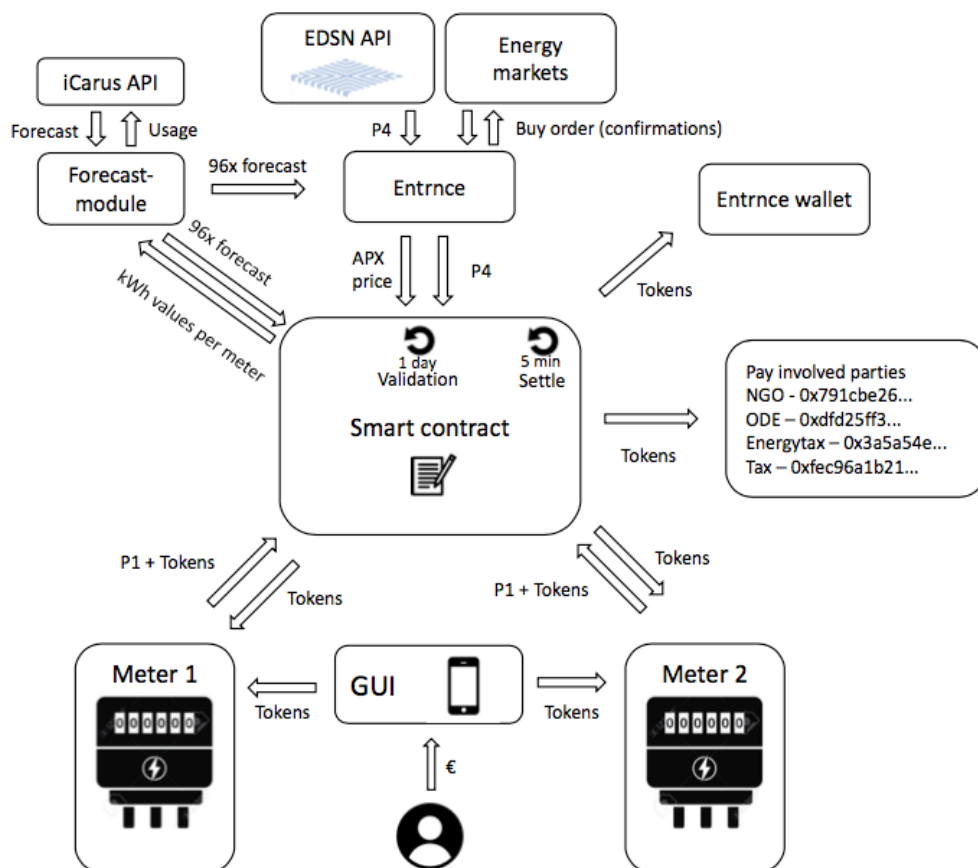 EDSN API
Energy
markets
iCarus API
Forecast
Usage
P4
Buy order (confirmations)
Forecast-
module
96x forecast
Entrnce
Entrnce wallet
96x forecast
kWh values per meter
APX
price
P4
Tokens
1 day
Validation
5 min
Settle
Smart contract
Pay involved parties
NGO - 0x791cbe26...
ODE – 0xdfd25ff3...
Energytax – 0x3a5a54e...
Tax – 0xfec96a1b21...
Tokens
P1 + Tokens
Tokens
P1 + Tokens
Tokens
Meter 1
000000
GUI
Meter 2
000000
Tokens
Tokens
€